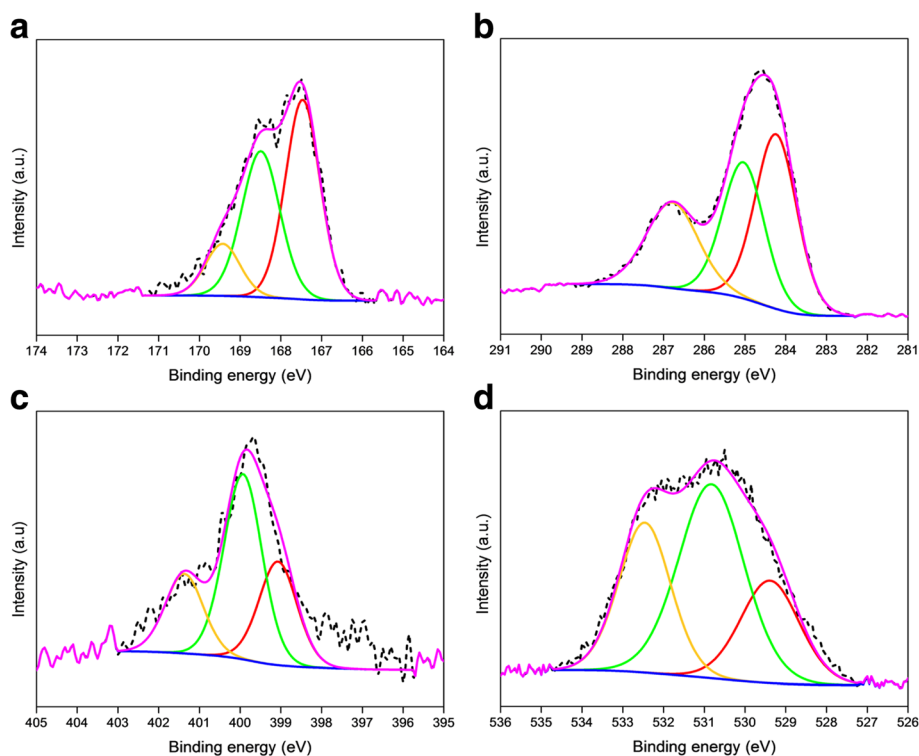 a
Intensity (a.u.)
174 173 172 171 170 169 168 167 166 165 164
Binding energy (eV)
b
Intensity (a.u.)
291 290 289 288 287 286 285 284 283 282 281
Binding energy (eV)
c
Intensity (a.u)
405 404 403 402 401 400 399 398 397 396 395
Binding energy (eV)
d
Intensity (a.u.)
536 535 534 533 532 531 530 529 528 527 526
Binding energy (eV)